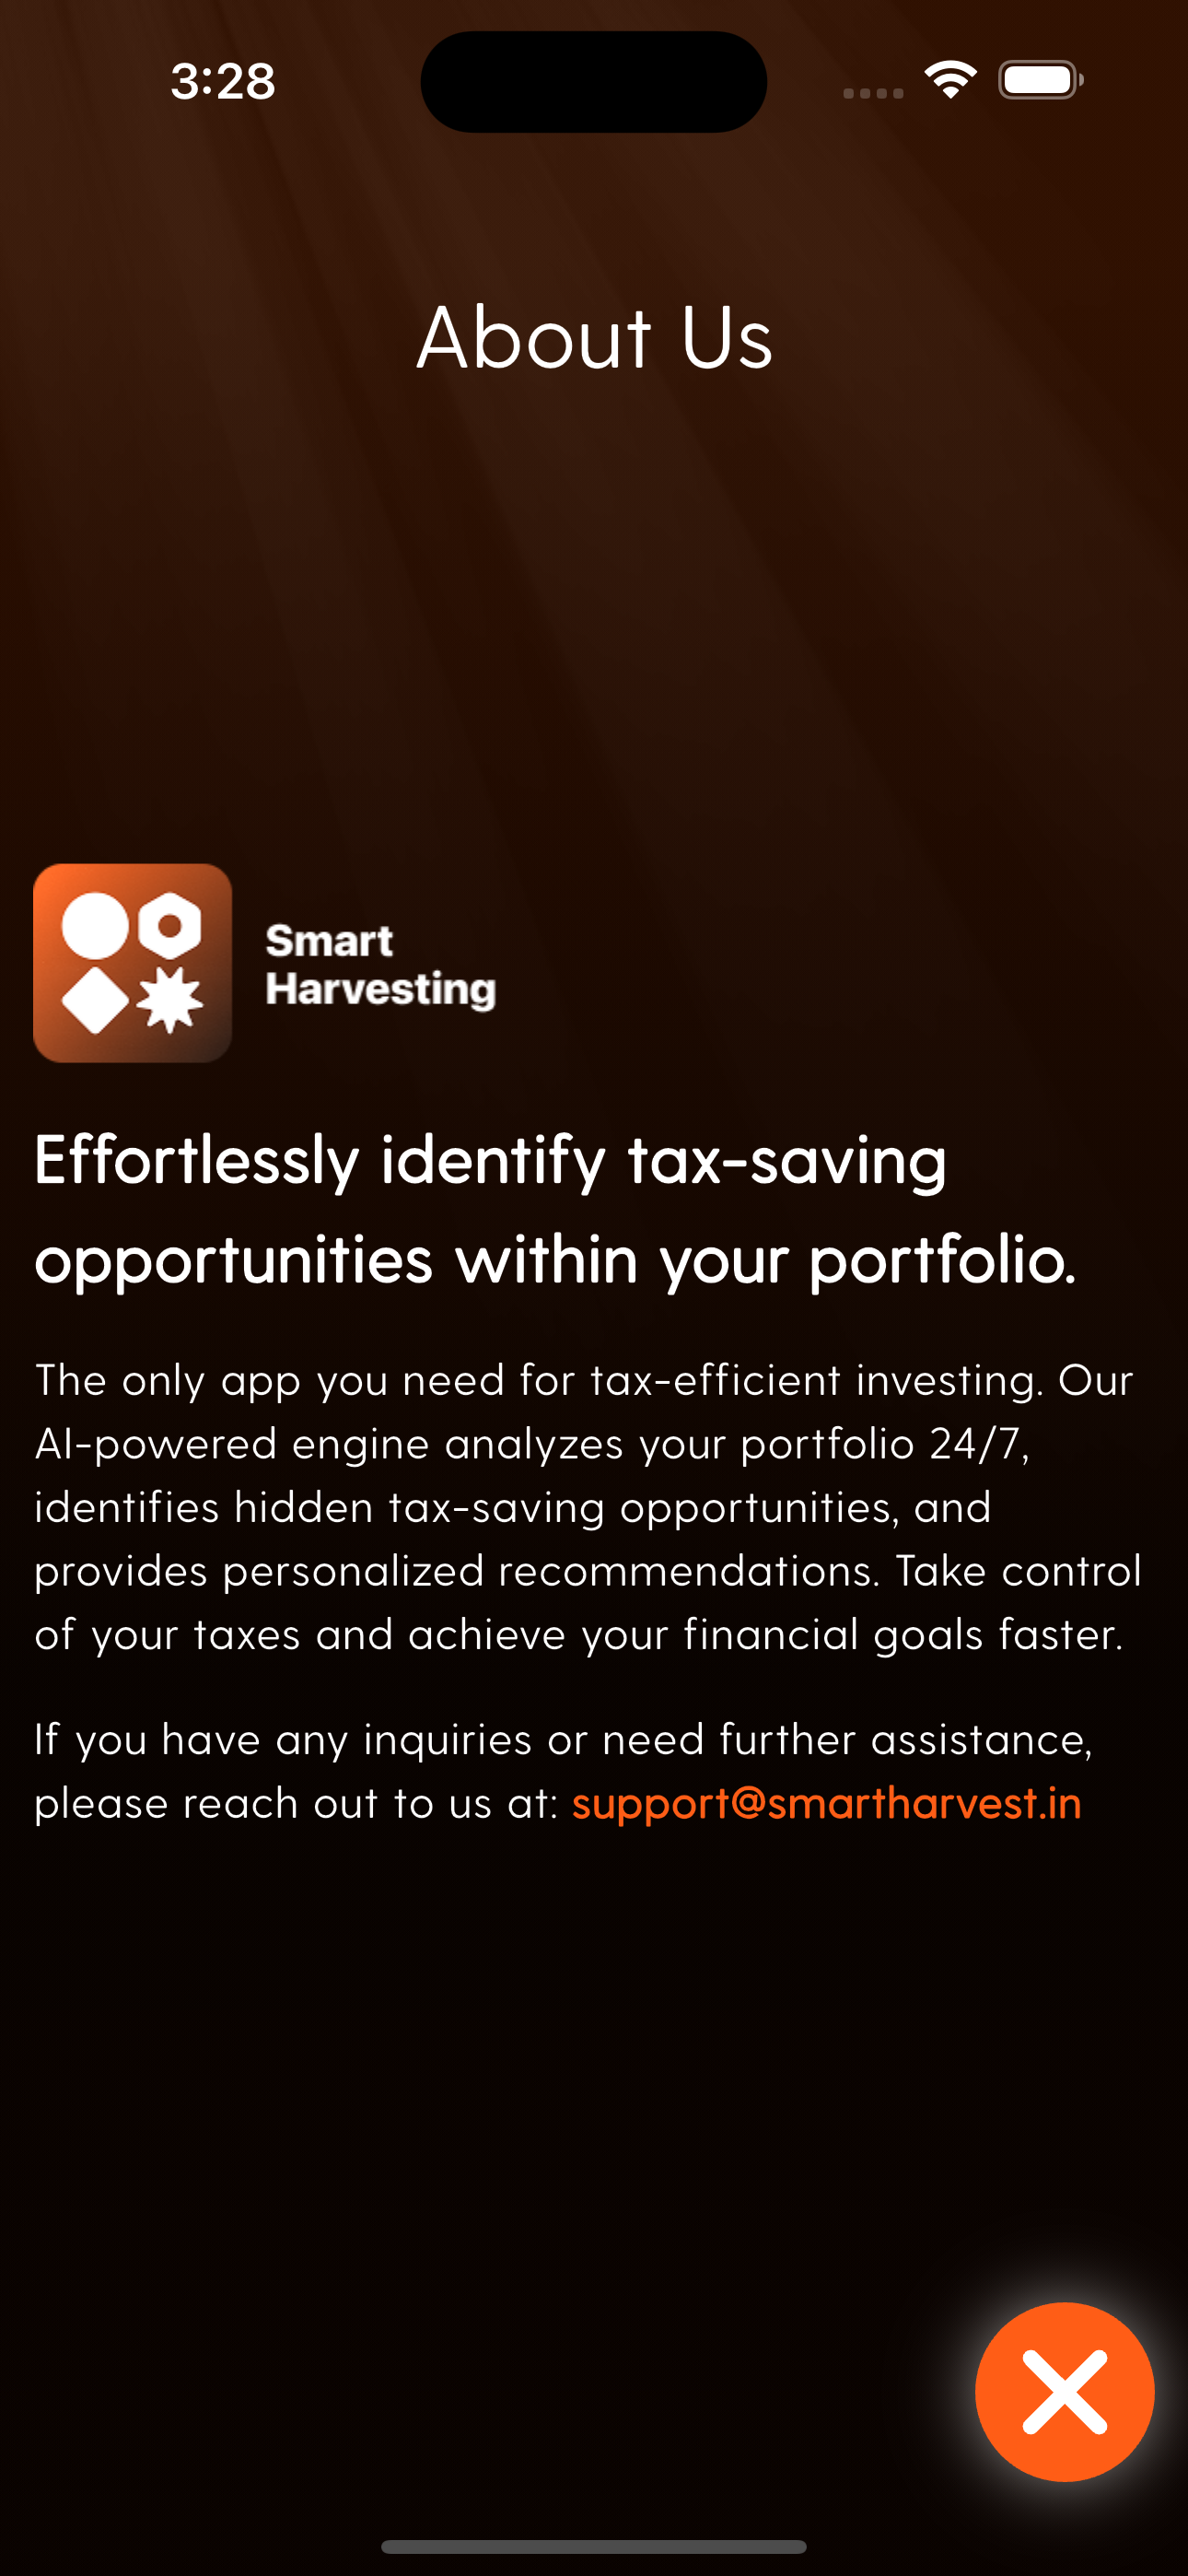 3:28
About Us
Smart
Harvesting
Effortlessly identify tax-saving
opportunities within your portfolio.
The only app you need for tax-efficient investing. Our
AI-powered engine analyzes your portfolio 24/7,
identifies hidden tax-saving opportunities, and
provides personalized recommendations. Take control
of your taxes and achieve your financial goals faster.
If you have any inquiries or need further assistance,
please reach out to us at: support@smartharvest.in